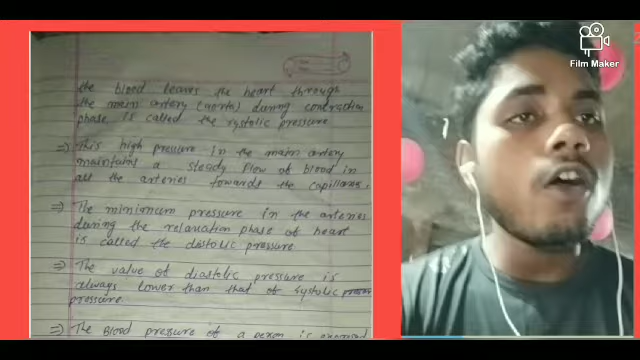 Film Maker
the blood leaves the heart through
the main artery (aorta) during contraction
phase is called the systolic pressure
⇒ This high pressure in the main artery
maintains a steady flow of blood in
all the arteries towards the capillaries.
⇒ The minimum pressure in the arteries
during the relaxation phase of heart
is called the diastolic pressure.
⇒ The value of diastolic pressure is
always lower than that of systolic
pressure.
⇒ The Blood pressure of a person is expressed